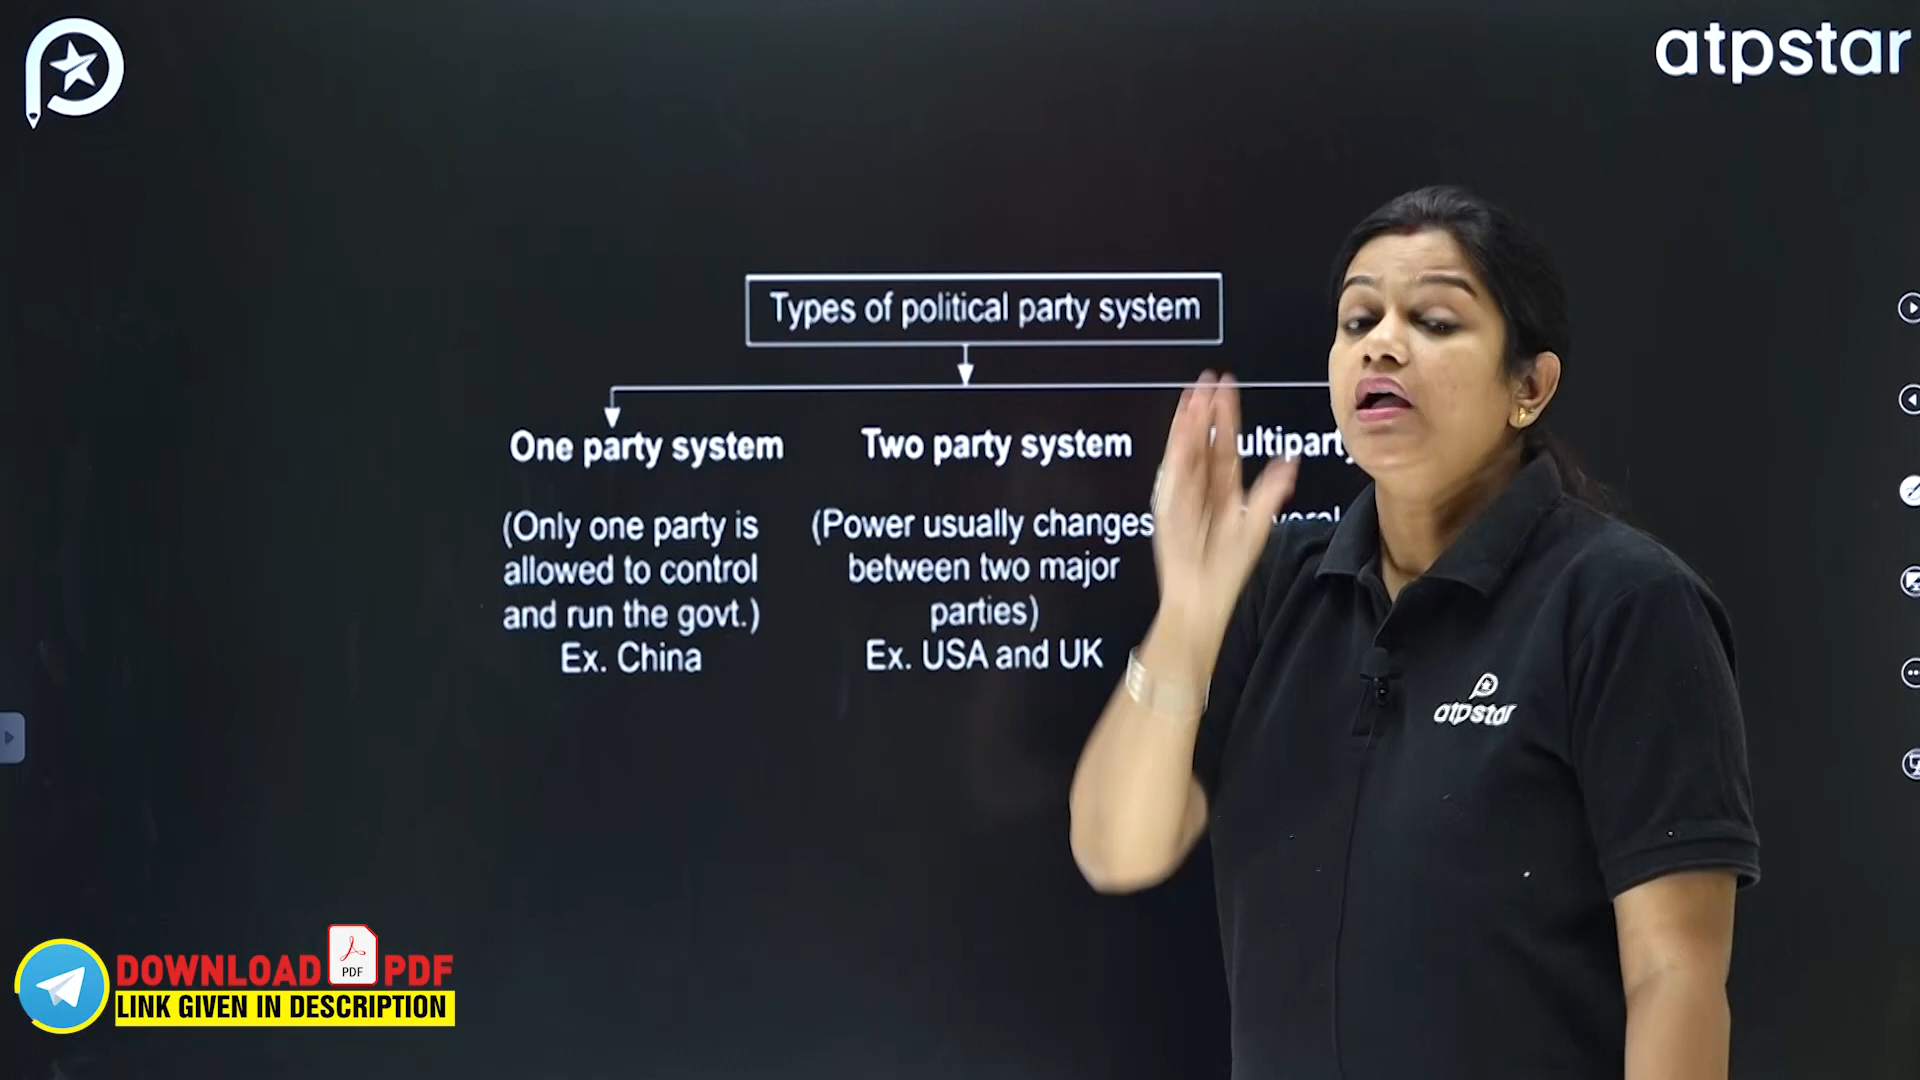 atpstar
Types of political party system
One party system
(Only one party is
allowed to control
and run the govt.)
Ex. China
Two party system
(Power usually changes
between two major
parties)
Ex. USA and UK
atpstar
DOWNLOAD PDF
PDF
LINK GIVEN IN DESCRIPTION